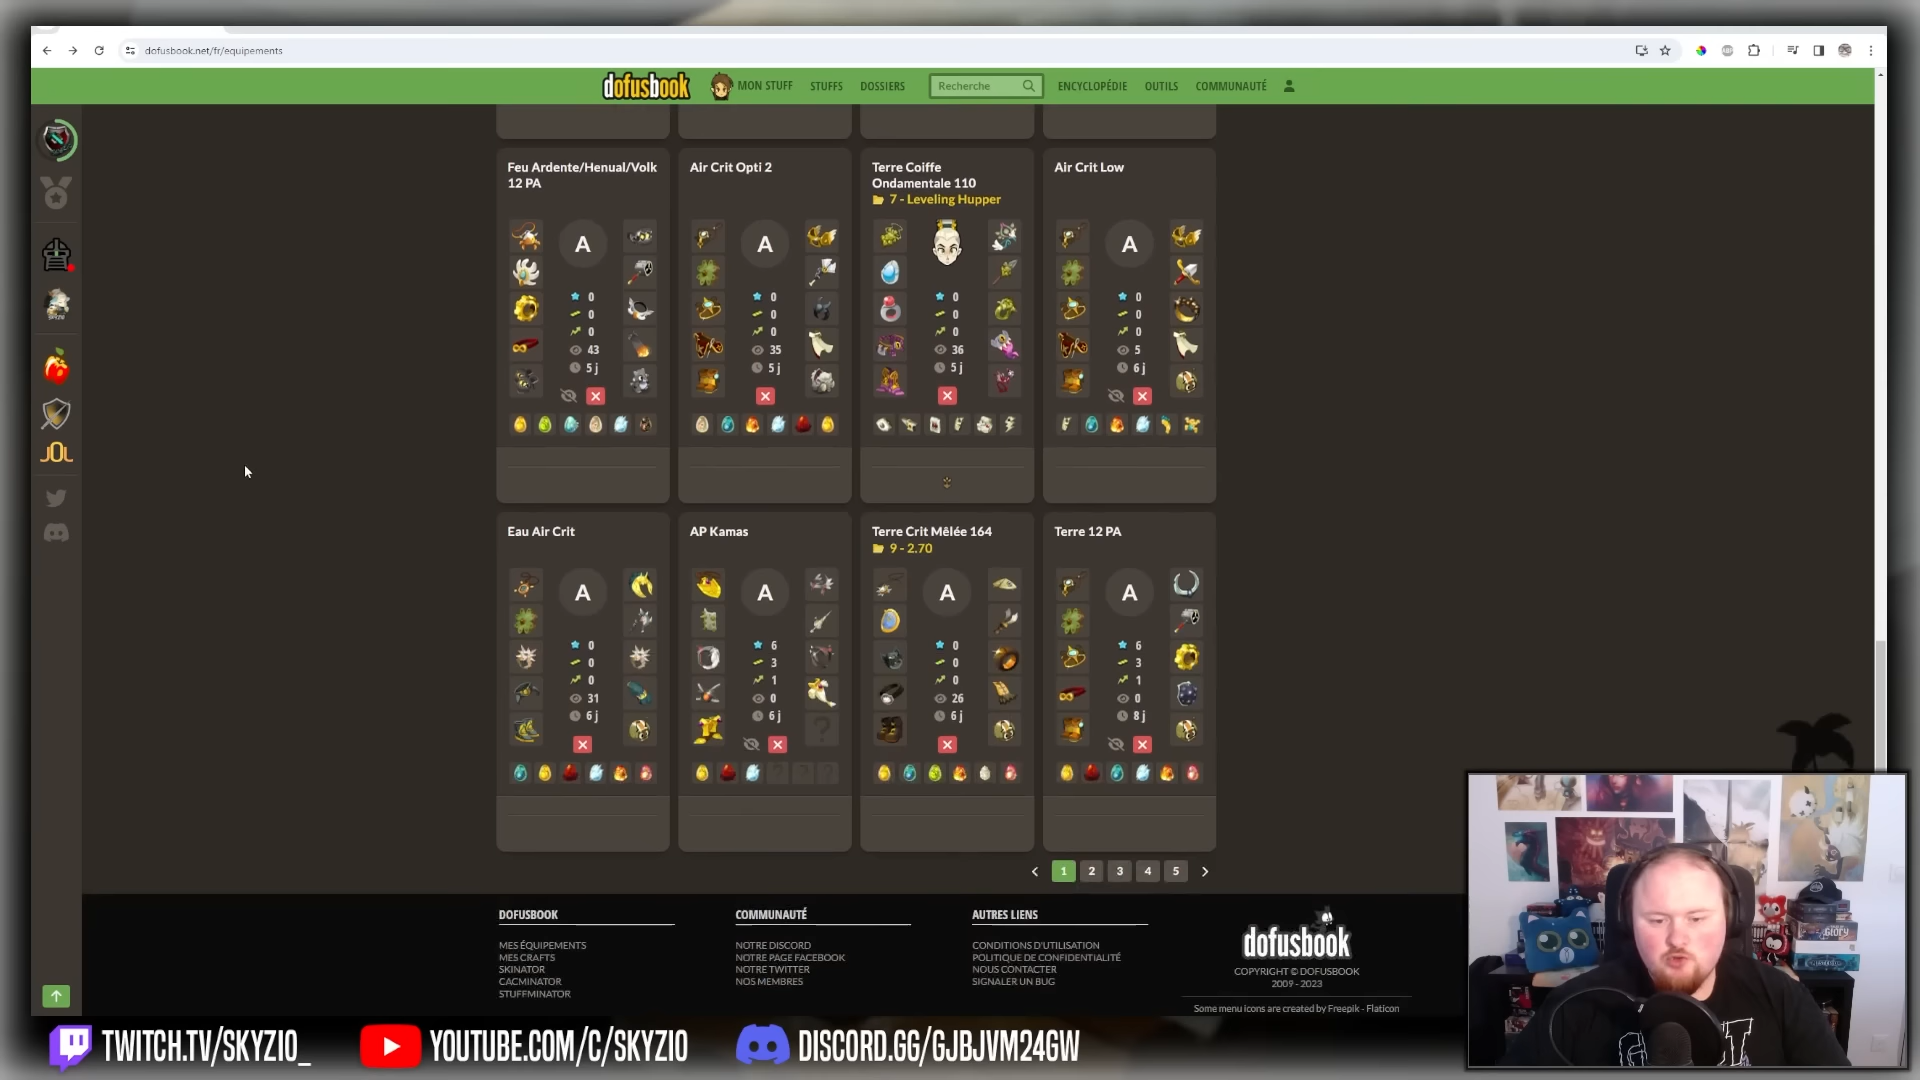 dofusbook.net/fr/equipements
dofusbook
MON STUFF
STUFFS
DOSSIERS
Recherche
ENCYCLOPÉDIE
OUTILS
COMMUNAUTÉ
JOL
Feu Ardente/Henual/Volk
12 PA
A
0
0
0
43
5 j
Air Crit Opti 2
A
0
0
0
35
5 j
Terre Coiffe
Ondamentale 110
7 - Leveling Hupper
0
0
0
36
5 j
Air Crit Low
A
0
0
0
5
6 j
Eau Air Crit
A
0
0
0
31
6 j
AP Kamas
A
6
3
1
0
6 j
Terre Crit Mêlée 164
9 - 2.70
A
0
0
0
26
6 j
Terre 12 PA
A
6
3
1
0
8 j
1 2 3 4 5
DOFUSBOOK
MES ÉQUIPEMENTS
MES CRAFTS
SKINATOR
CACMINATOR
STUFFMINATOR
COMMUNAUTÉ
NOTRE DISCORD
NOTRE PAGE FACEBOOK
NOTRE TWITTER
NOS MEMBRES
AUTRES LIENS
CONDITIONS D'UTILISATION
POLITIQUE DE CONFIDENTIALITÉ
NOUS CONTACTER
SIGNALER UN BUG
dofusbook
COPYRIGHT © DOFUSBOOK
2009 - 2023
Some menu icons are created by Freepik - Flaticon
TWITCH.TV/SKYZIO_
YOUTUBE.COM/C/SKYZIO
DISCORD.GG/GJBJVM24GW